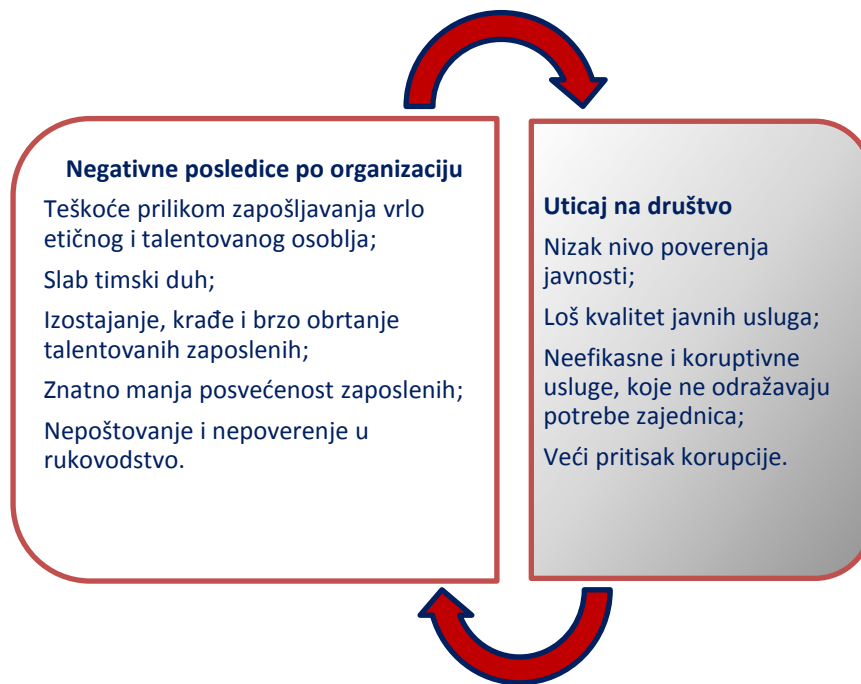 Negativne posledice po organizaciju
Teškoće prilikom zapošljavanja vrlo
etičnog i talentovanog osoblja;
Slab timski duh;
Izostajanje, krađe i brzo obrtanje
talentovanih zaposlenih;
Znatno manja posvećenost zaposlenih;
Nepoštovanje i nepoverenje u
rukovodstvo.
Uticaj na društvo
Nizak nivo poverenja
javnosti;
Loš kvalitet javnih usluga;
Neefikasne i koruptivne
usluge, koje ne odražavaju
potrebe zajednica;
Veći pritisak korupcije.